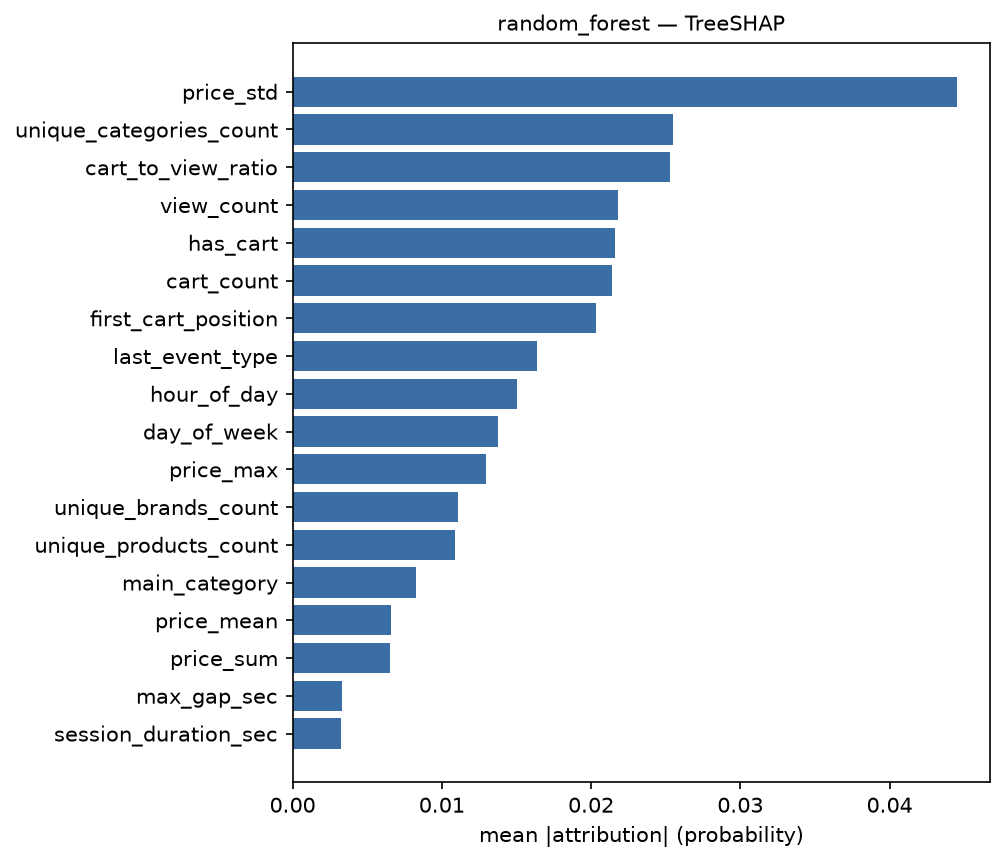 random_forest — TreeSHAP
price_std
unique_categories_count
cart_to_view_ratio
view_count
has_cart
cart_count
first_cart_position
last_event_type
hour_of_day
day_of_week
price_max
unique_brands_count
unique_products_count
main_category
price_mean
price_sum
max_gap_sec
session_duration_sec
0.00 0.01 0.02 0.03 0.04
mean |attribution| (probability)